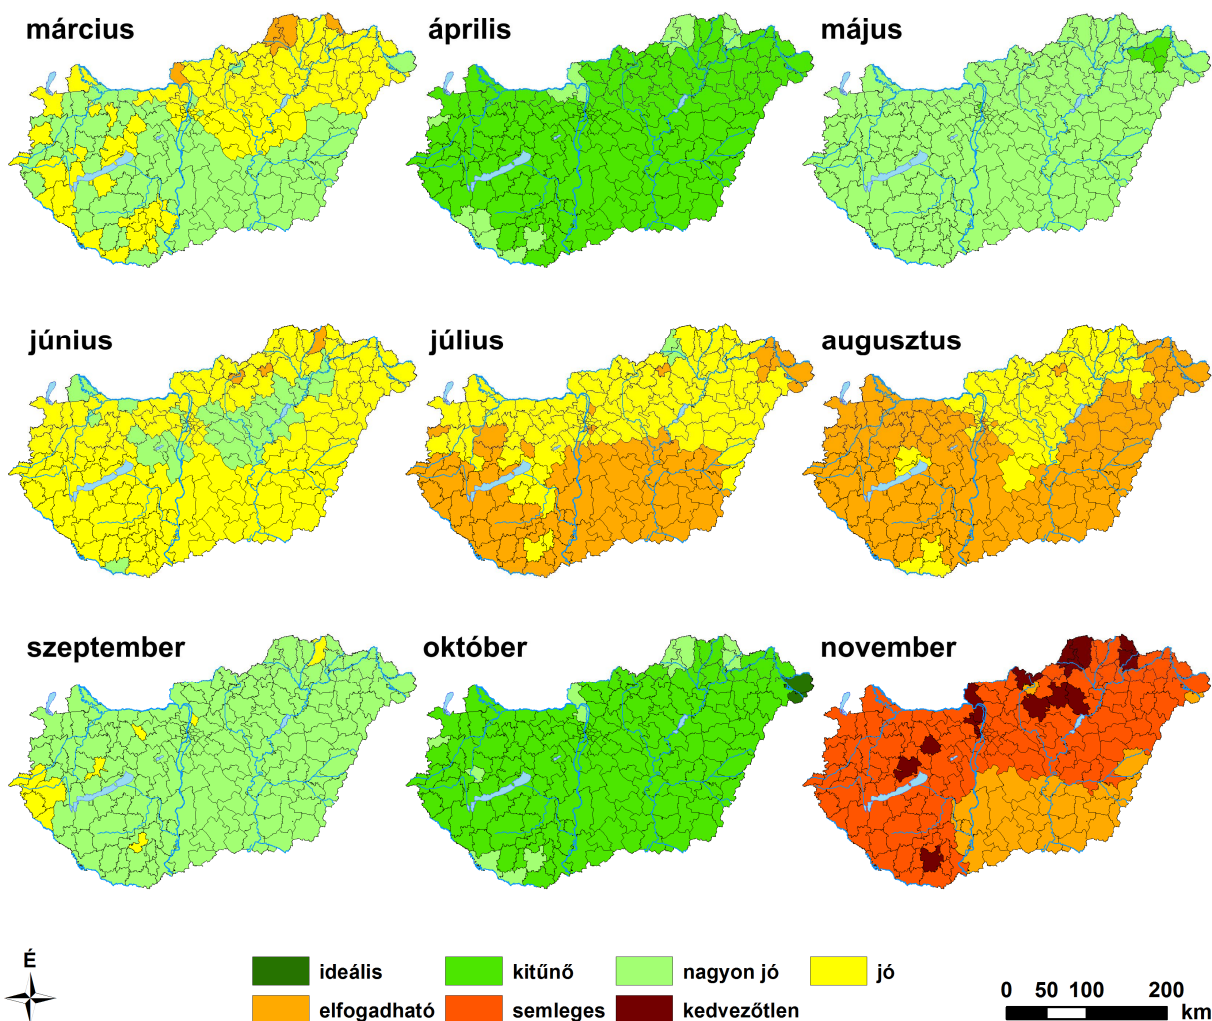 március
április
május
június
július
augusztus
szeptember
október
november
É
ideális
kitűnő
nagyon jó
jó
elfogadható
semleges
kedvezőtlen
0 50 100 200
km